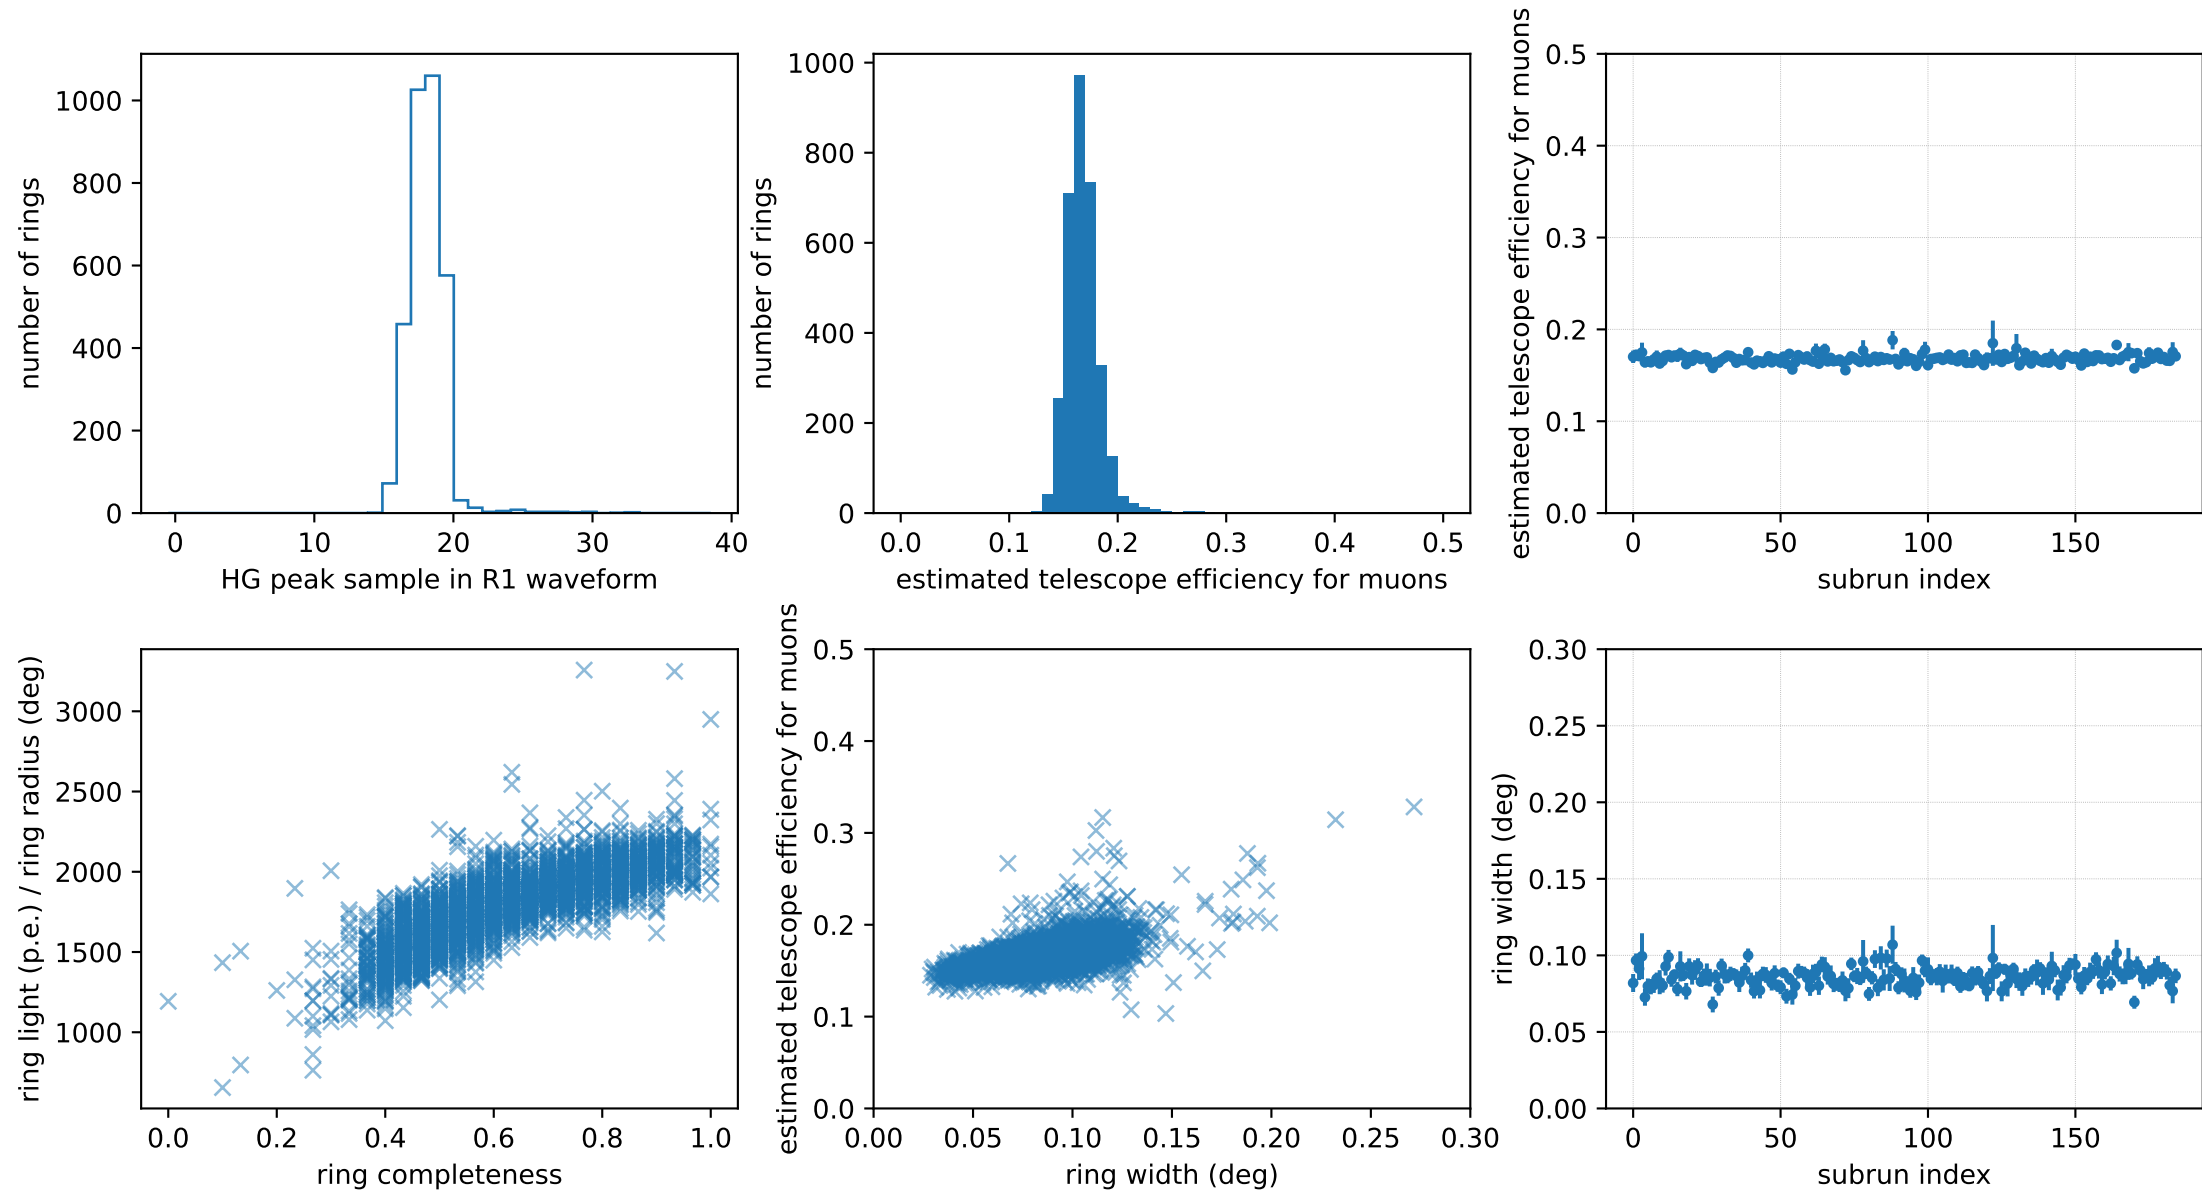 number of rings
1000
800
600
400
200
0
0 10 20 30 40
HG peak sample in R1 waveform
number of rings
1000
800
600
400
200
0
0.0 0.1 0.2 0.3 0.4 0.5
estimated telescope efficiency for muons
estimated telescope efficiency for muons
0.5
0.4
0.3
0.2
0.1
0.0
0 50 100 150
subrun index
ring light (p.e.) / ring radius (deg)
3000
2500
2000
1500
1000
0.0 0.2 0.4 0.6 0.8 1.0
ring completeness
estimated telescope efficiency for muons
0.5
0.4
0.3
0.2
0.1
0.0
0.00 0.05 0.10 0.15 0.20 0.25 0.30
ring width (deg)
ring width (deg)
0.30
0.25
0.20
0.15
0.10
0.05
0.00
0 50 100 150
subrun index